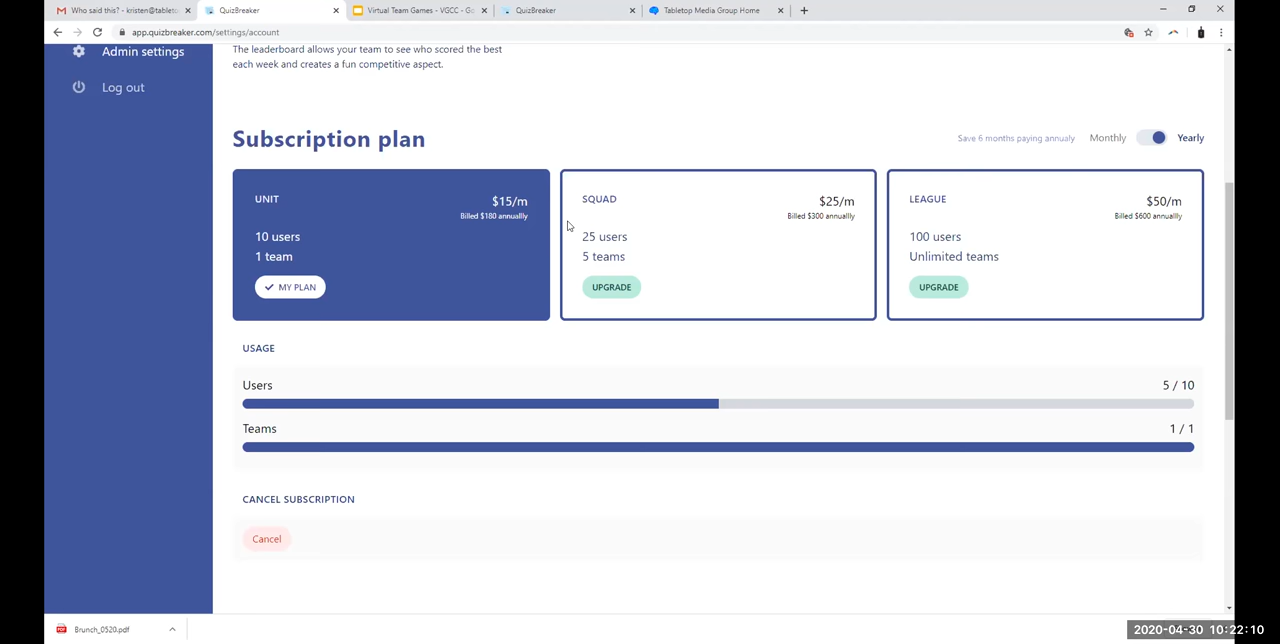 Who said this? - kristen@tableto
QuizBreaker
Virtual Team Games - VGCC - Go
QuizBreaker
Tabletop Media Group Home
app.quizbreaker.com/settings/account
Admin settings
Log out
The leaderboard allows your team to see who scored the best
each week and creates a fun competitive aspect.
Subscription plan
Save 6 months paying annualy
Monthly
Yearly
UNIT
$15/m
Billed $180 annuallly
10 users
1 team
MY PLAN
SQUAD
$25/m
Billed $300 annuallly
25 users
5 teams
UPGRADE
LEAGUE
$50/m
Billed $600 annuallly
100 users
Unlimited teams
UPGRADE
USAGE
Users
5 / 10
Teams
1 / 1
CANCEL SUBSCRIPTION
Cancel
Brunch_0520.pdf
2020-04-30 10:22:10